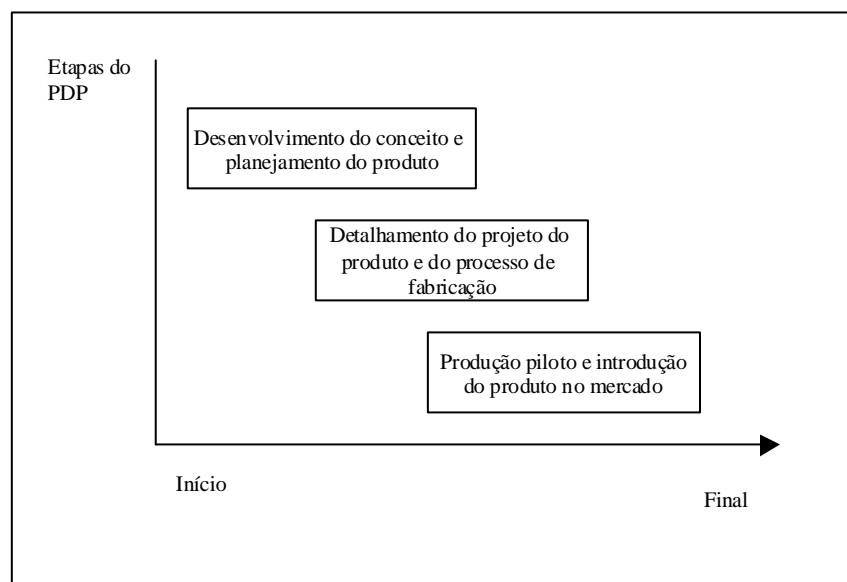 Etapas do
PDP
Desenvolvimento do conceito e
planejamento do produto
Detalhamento do projeto do
produto e do processo de
fabricação
Produção piloto e introdução
do produto no mercado
Início
Final